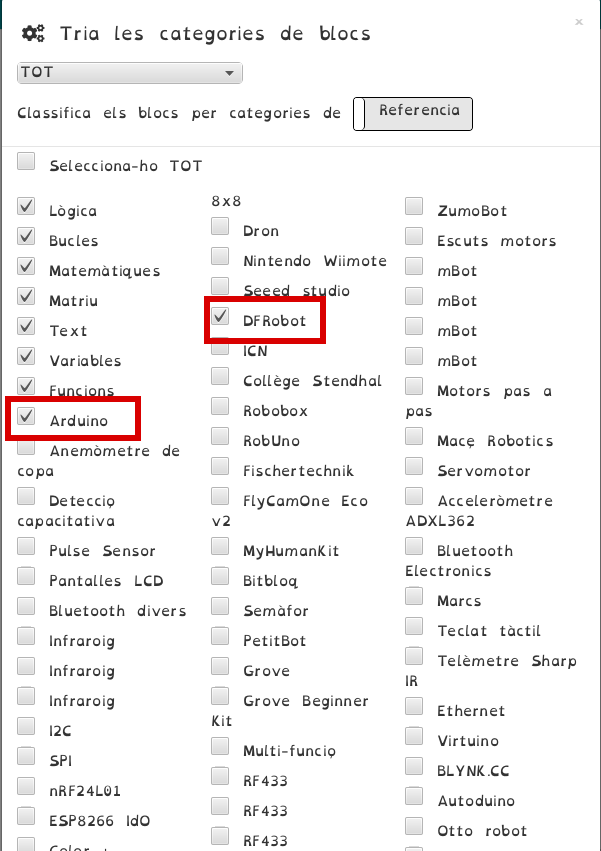 Tria les categories de blocs
×
TOT
Classifica els blocs per categories de
Referencia
Selecciona-ho TOT
Lògica
Bucles
Matemàtiques
Matriu
Text
Variables
Funcions
Arduino
Anemòmetre de
copa
Detecció
capacitativa
Pulse Sensor
Pantalles LCD
Bluetooth divers
Infraroig
Infraroig
Infraroig
I2C
SPI
nRF24L01
ESP8266 IdO
8x8
Dron
Nintendo Wiimote
Seeed studio
DFRobot
ICN
Collège Stendhal
Robobox
RobUno
Fischertechnik
FlyCamOne Eco
v2
MyHumanKit
Bitbloq
Semàfor
PetitBot
Grove
Grove Beginner
Kit
Multi-funció
RF433
RF433
RF433
ZumoBot
Escuts motors
mBot
mBot
mBot
mBot
Motors pas a
pas
Mace Robotics
Servomotor
Acceleròmetre
ADXL362
Bluetooth
Electronics
Marcs
Teclat tàctil
Telèmetre Sharp
IR
Ethernet
Virtuino
BLYNK.CC
Autoduino
Otto robot